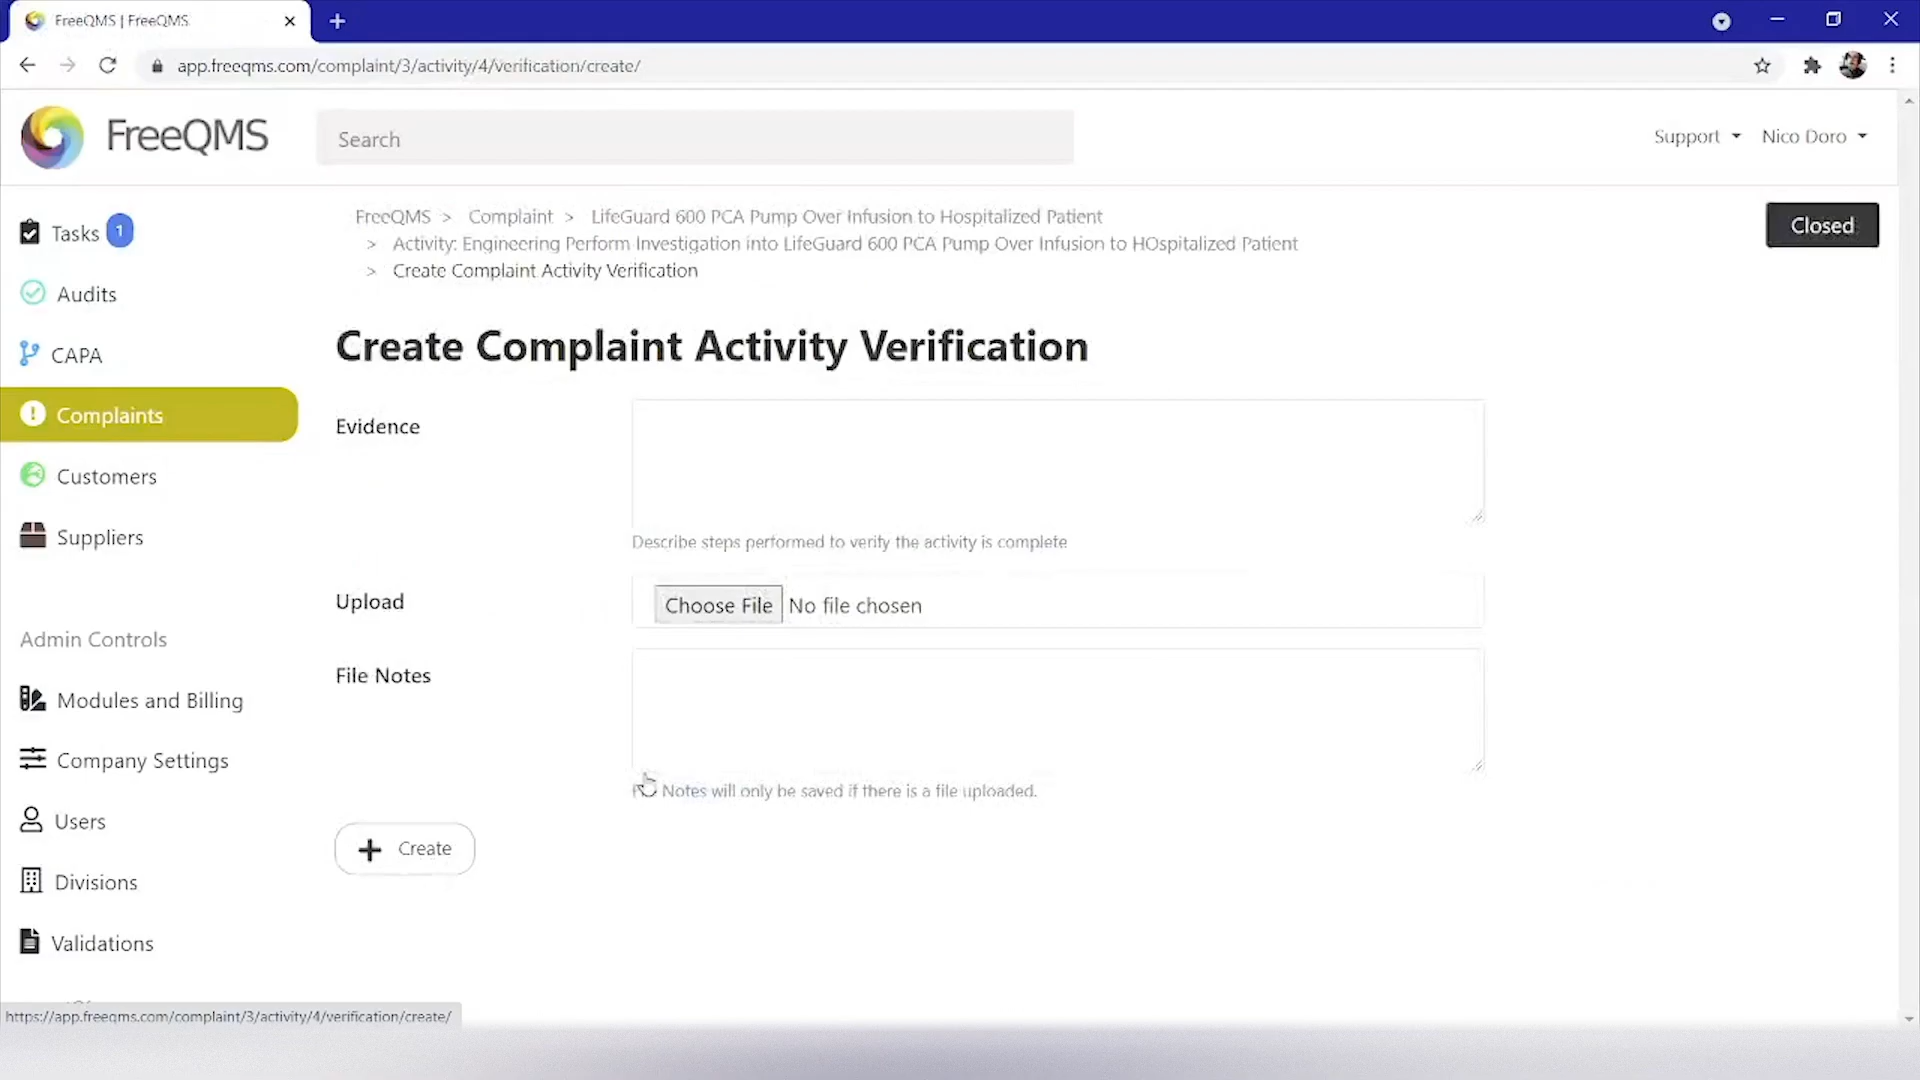 FreeQMS | FreeQMS
app.freeqms.com/complaint/3/activity/4/verification/create/
FreeQMS
Search
Support
Nico Doro
Tasks 1
Audits
CAPA
Complaints
Customers
Suppliers
Admin Controls
Modules and Billing
Company Settings
Users
Divisions
Validations
FreeQMS > Complaint > LifeGuard 600 PCA Pump Over Infusion to Hospitalized Patient
> Activity: Engineering Perform Investigation into LifeGuard 600 PCA Pump Over Infusion to HOspitalized Patient
> Create Complaint Activity Verification
Closed
Create Complaint Activity Verification
Evidence
Describe steps performed to verify the activity is complete
Upload
Choose File No file chosen
File Notes
Notes will only be saved if there is a file uploaded.
+ Create
https://app.freeqms.com/complaint/3/activity/4/verification/create/